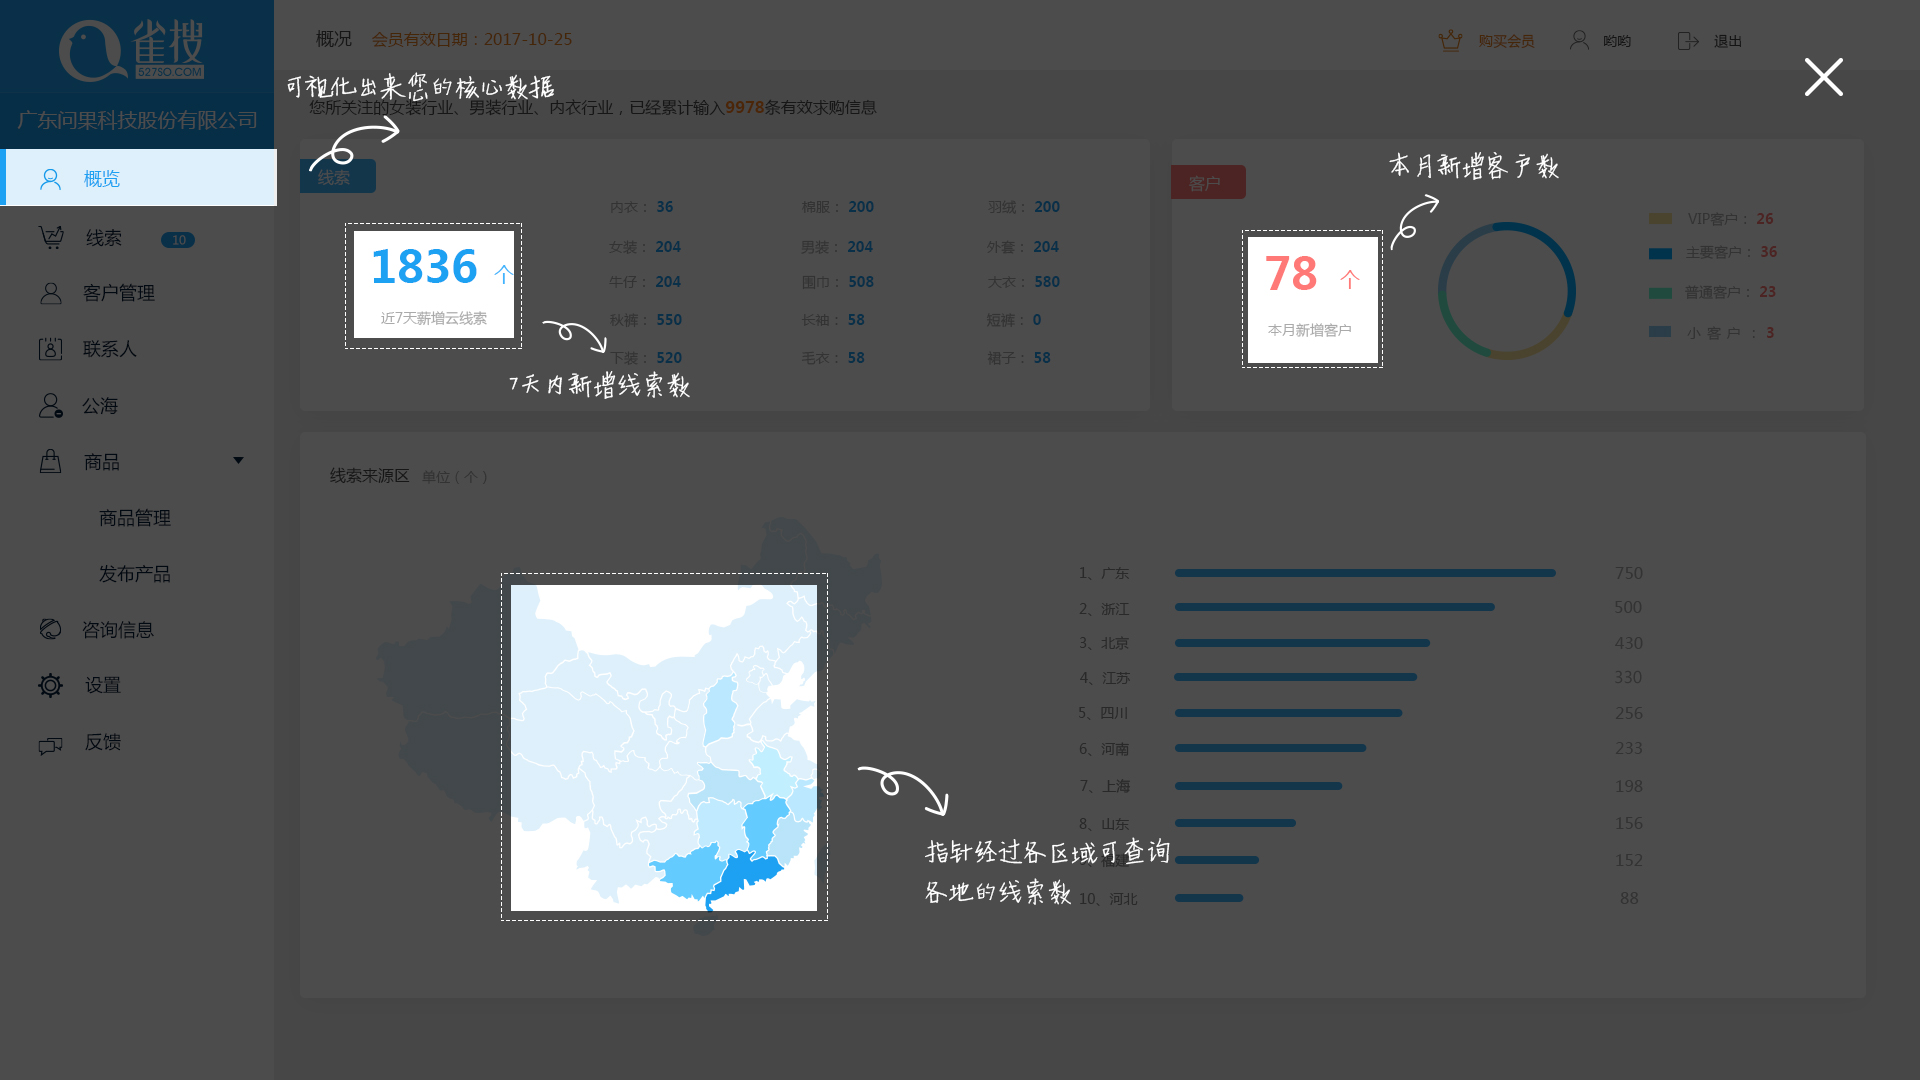 雀搜
527SO.COM
广东问果科技股份有限公司
概览
线索 10
客户管理
联系人
公海
商品
商品管理
发布产品
咨询信息
设置
反馈
概况 会员有效日期：2017-10-25
购买会员 哟哟 退出
可视化出来您的核心数据
您所关注的女装行业、男装行业、内衣行业，已经累计输入9978条有效求购信息
线索
1836 个
近7天薪增云线索
7天内新增线索数
内衣： 36 棉服： 200 羽绒： 200
女装： 204 男装： 204 外套： 204
牛仔： 204 围巾： 508 大衣： 580
秋裤： 550 长袖： 58 短裤： 0
下装： 520 毛衣： 58 裙子： 58
客户
本月新增客户数
78 个
本月新增客户
VIP客户： 26
主要客户： 36
普通客户： 23
小 客 户 ： 3
线索来源区 单位（个）
1、广东 750
2、浙江 500
3、北京 430
4、江苏 330
5、四川 256
6、河南 233
7、上海 198
8、山东 156
152
10、河北 88
指针经过各区域可查询
各地的线索数